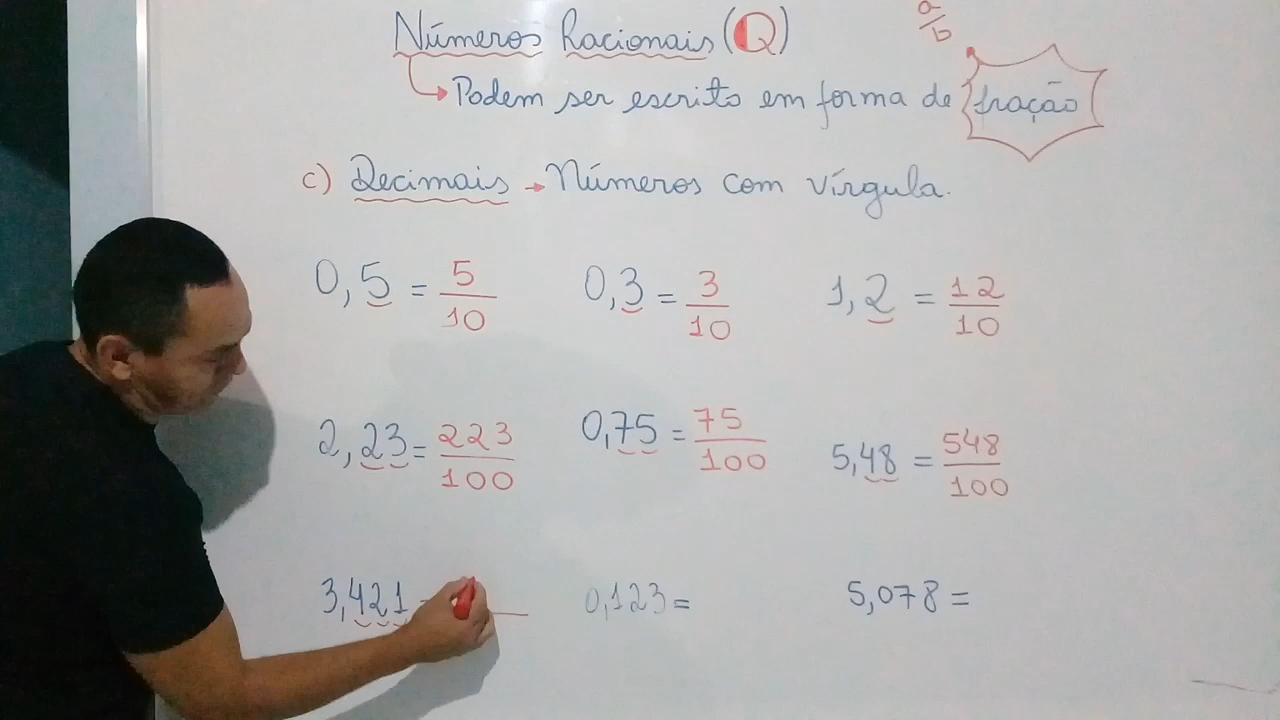 Números Racionais (Q)
a/b
Podem ser escrito em forma de fração
c) Decimais → Números com vírgula.
0,5 = 5/10 0,3 = 3/10 1,2 = 12/10
2,23 = 223/100 0,75 = 75/100 5,48 = 548/100
3,421 0,123 = 5,078 =